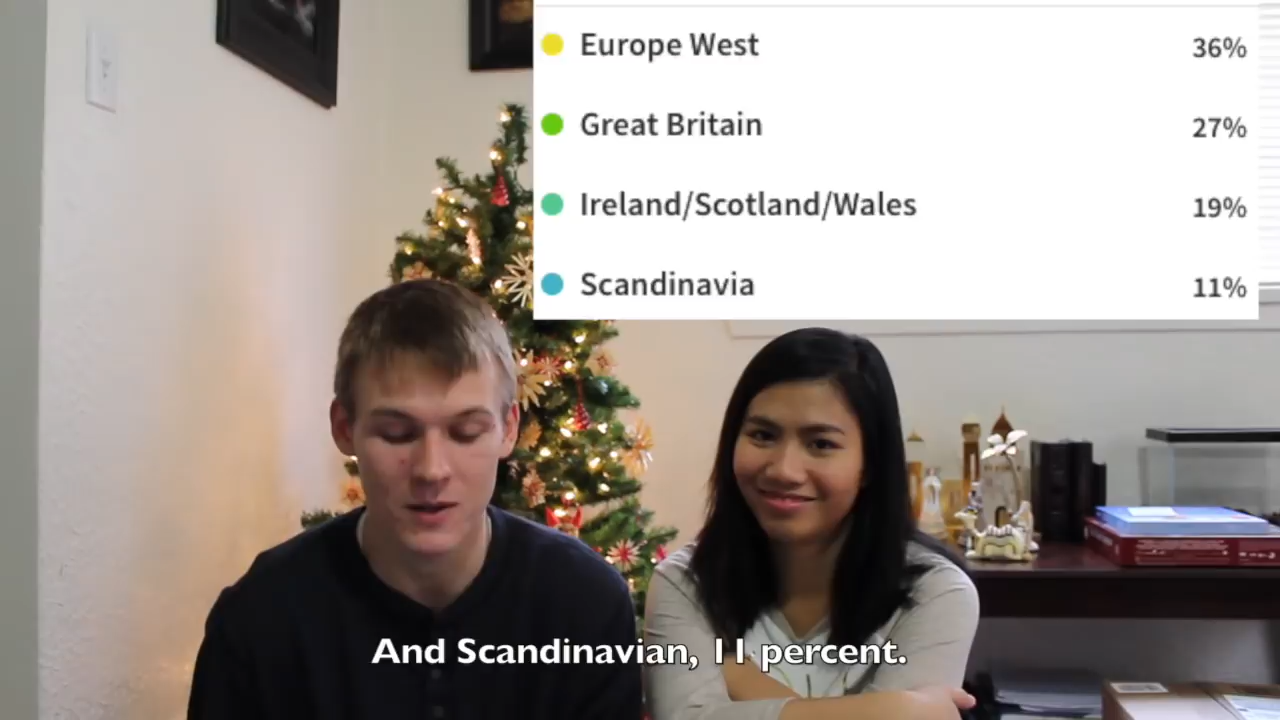 Europe West 36%
Great Britain 27%
Ireland/Scotland/Wales 19%
Scandinavia 11%
And Scandinavian, 11 percent.